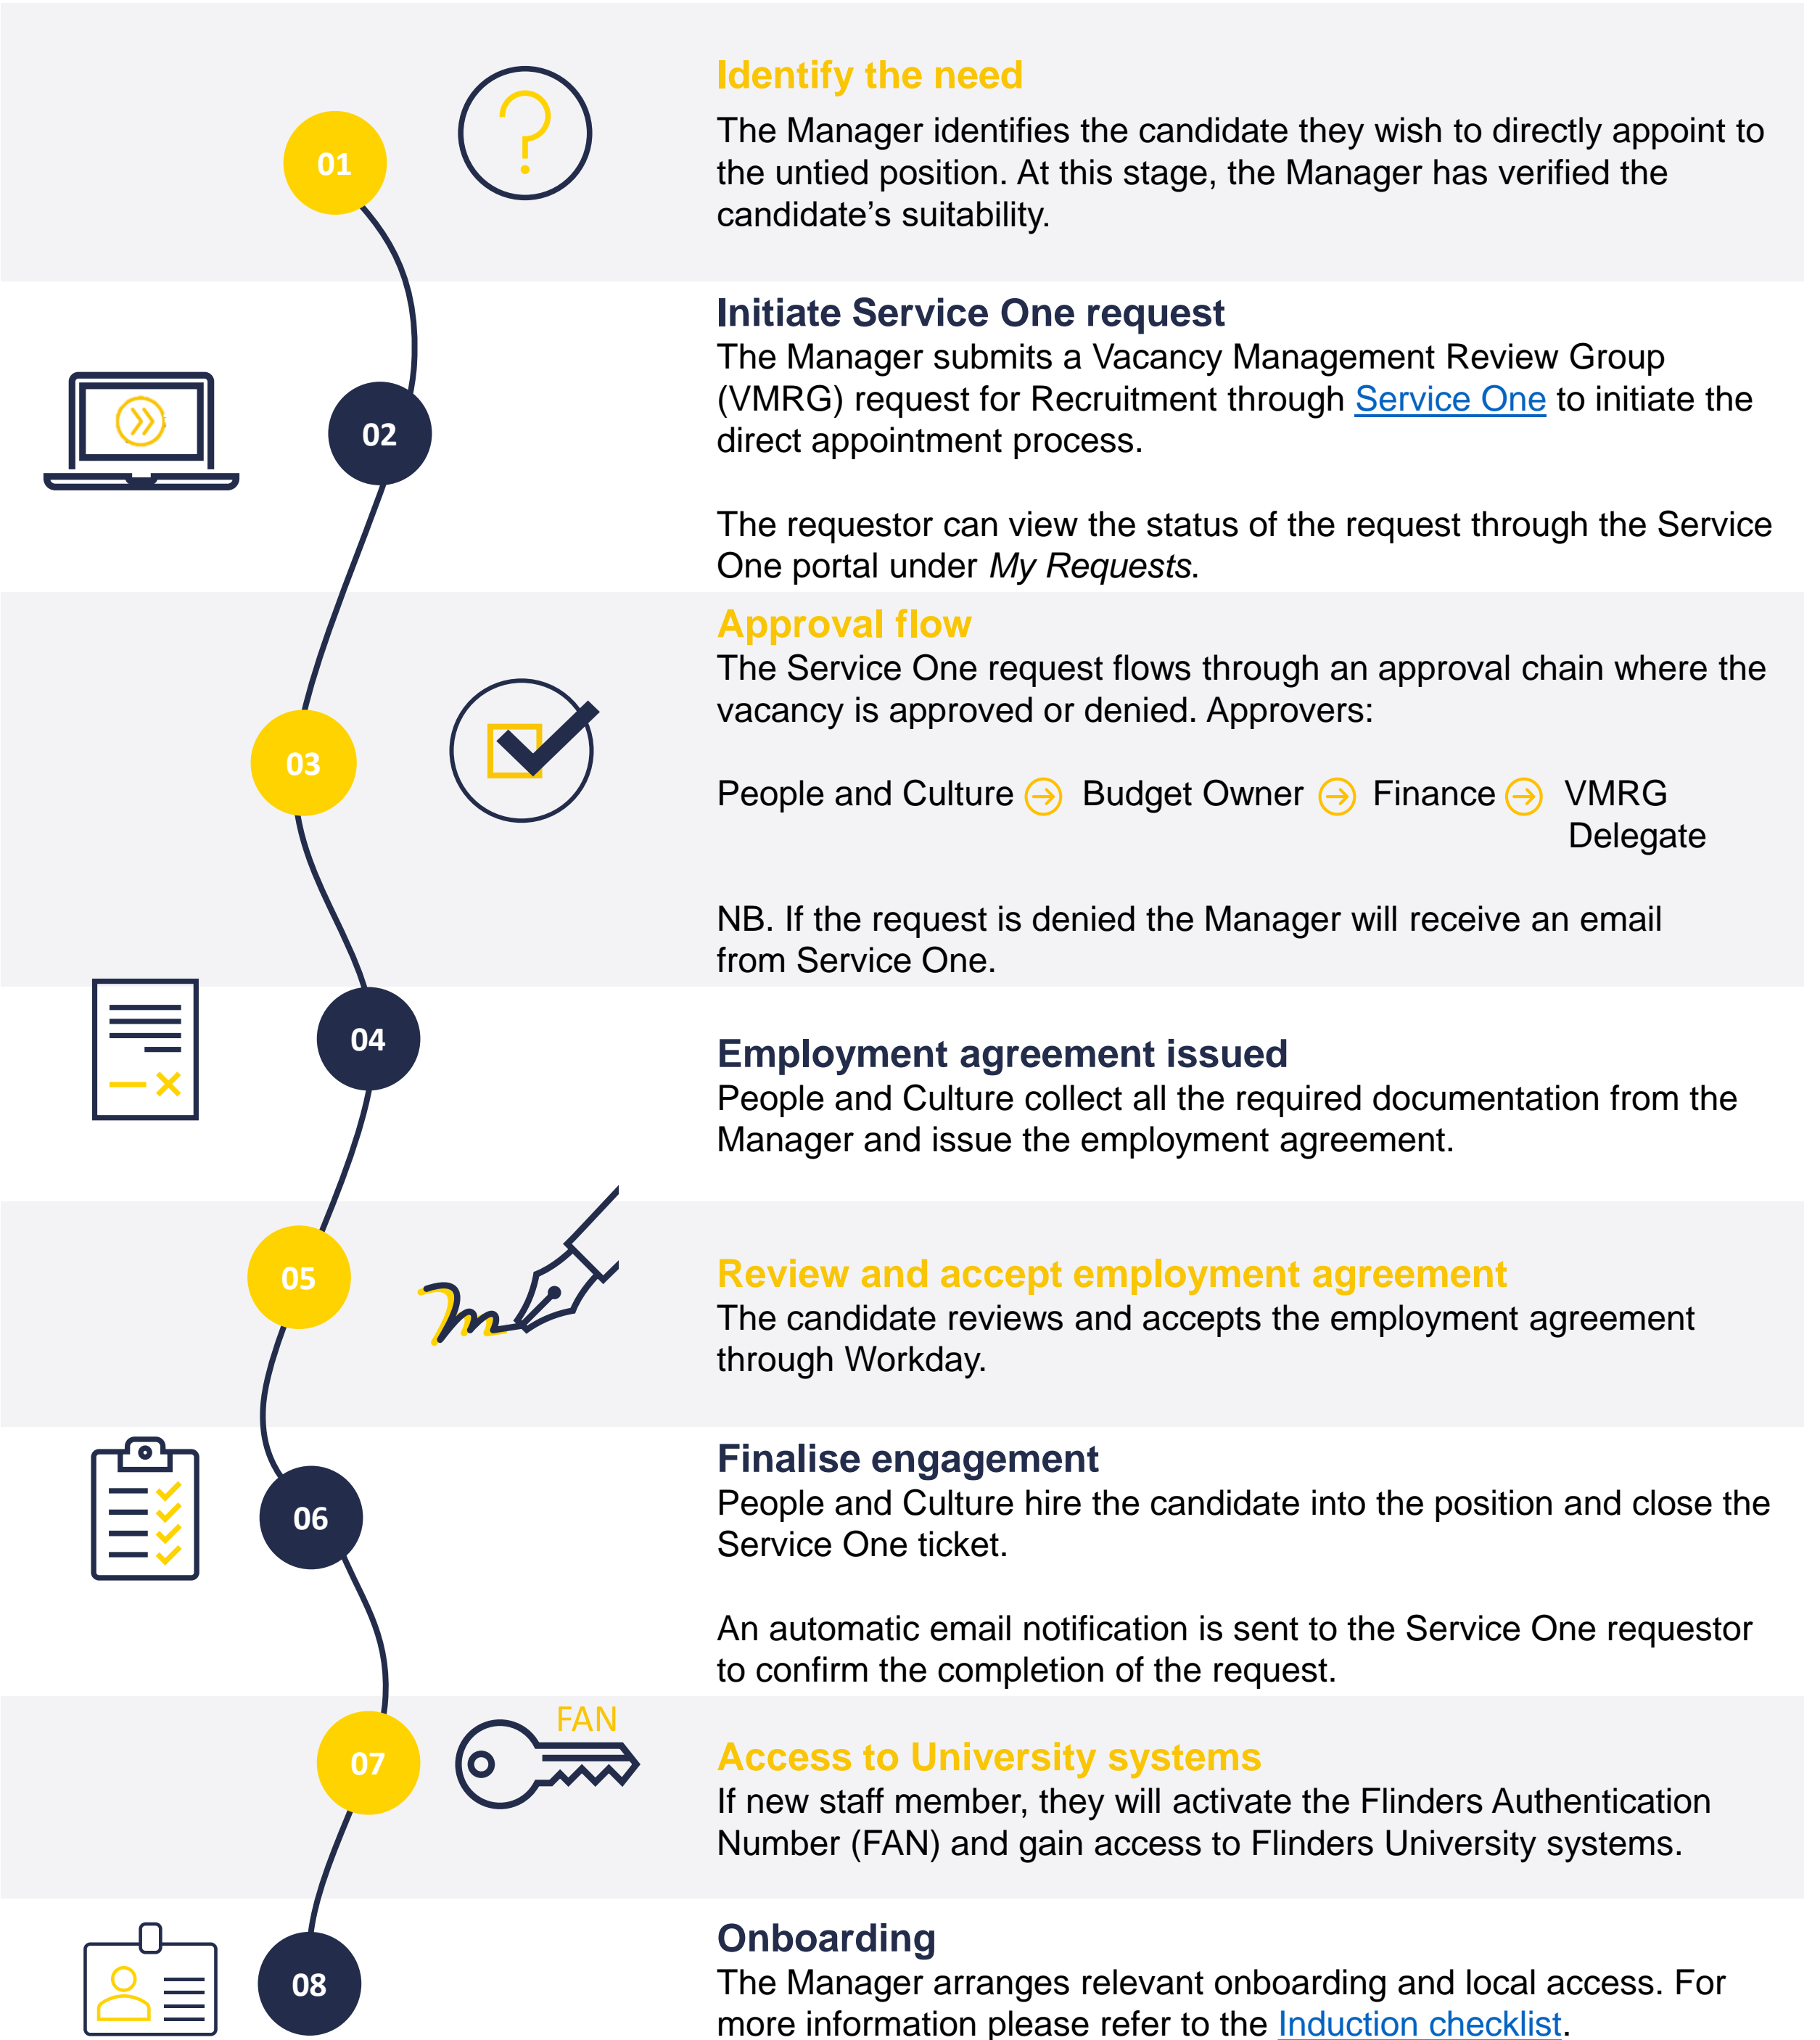 01
Identify the need
The Manager identifies the candidate they wish to directly appoint to
the untied position. At this stage, the Manager has verified the
candidate’s suitability.
02
Initiate Service One request
The Manager submits a Vacancy Management Review Group
(VMRG) request for Recruitment through Service One to initiate the
direct appointment process.
The requestor can view the status of the request through the Service
One portal under My Requests.
03
Approval flow
The Service One request flows through an approval chain where the
vacancy is approved or denied. Approvers:
People and Culture Budget Owner Finance VMRG
Delegate
NB. If the request is denied the Manager will receive an email
from Service One.
04
Employment agreement issued
People and Culture collect all the required documentation from the
Manager and issue the employment agreement.
05
Review and accept employment agreement
The candidate reviews and accepts the employment agreement
through Workday.
06
Finalise engagement
People and Culture hire the candidate into the position and close the
Service One ticket.
An automatic email notification is sent to the Service One requestor
to confirm the completion of the request.
07
FAN
Access to University systems
If new staff member, they will activate the Flinders Authentication
Number (FAN) and gain access to Flinders University systems.
08
Onboarding
The Manager arranges relevant onboarding and local access. For
more information please refer to the Induction checklist.